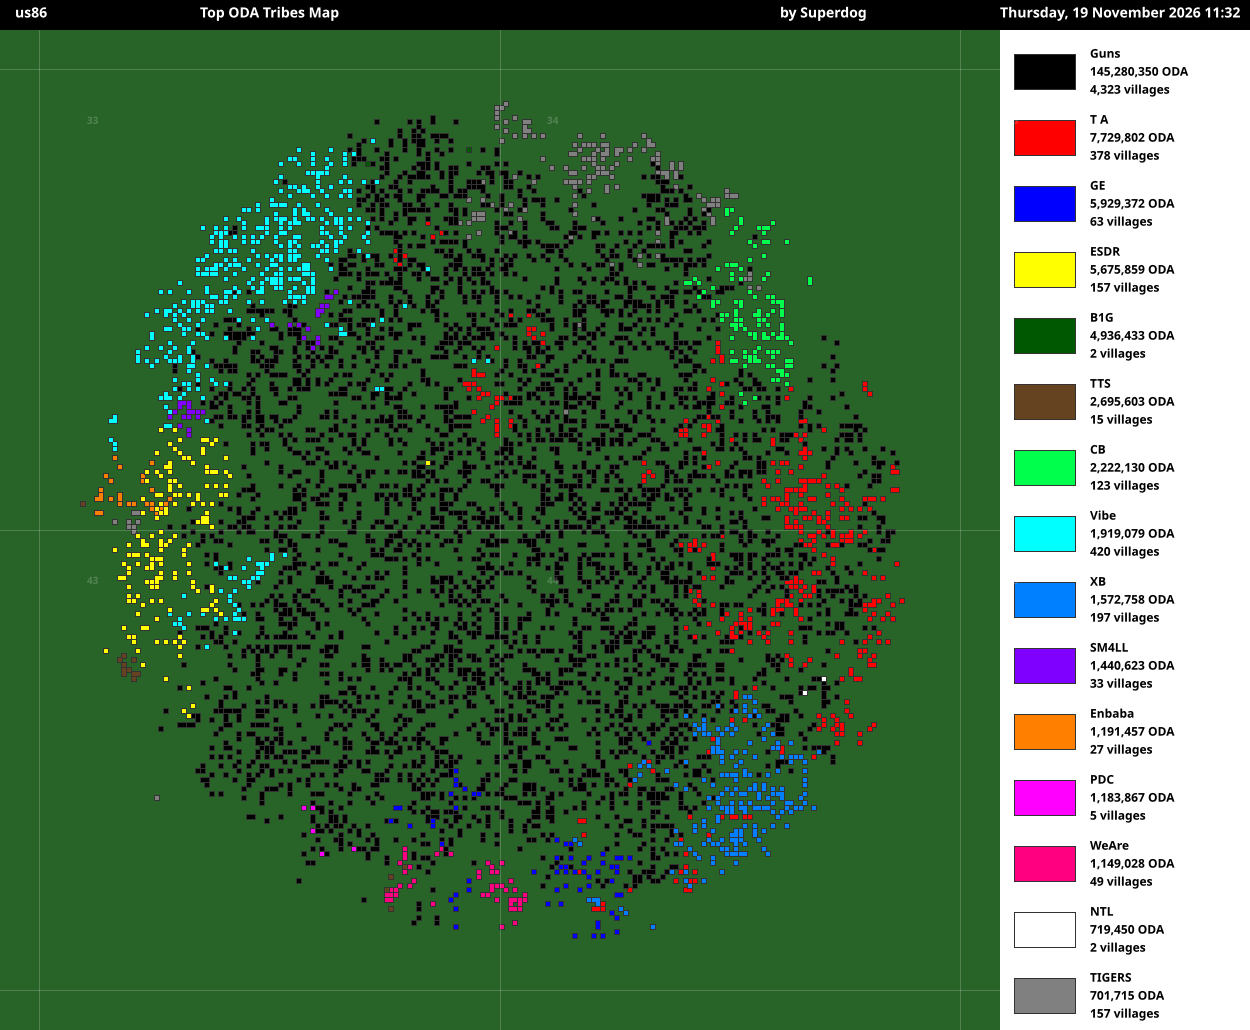 us86 Top ODA Tribes Map by Superdog Thursday, 19 November 2026 11:32
33
34
43
Guns
145,280,350 ODA
4,323 villages
T A
7,729,802 ODA
378 villages
GE
5,929,372 ODA
63 villages
ESDR
5,675,859 ODA
157 villages
B1G
4,936,433 ODA
2 villages
TTS
2,695,603 ODA
15 villages
CB
2,222,130 ODA
123 villages
Vibe
1,919,079 ODA
420 villages
XB
1,572,758 ODA
197 villages
SM4LL
1,440,623 ODA
33 villages
Enbaba
1,191,457 ODA
27 villages
PDC
1,183,867 ODA
5 villages
WeAre
1,149,028 ODA
49 villages
NTL
719,450 ODA
2 villages
TIGERS
701,715 ODA
157 villages